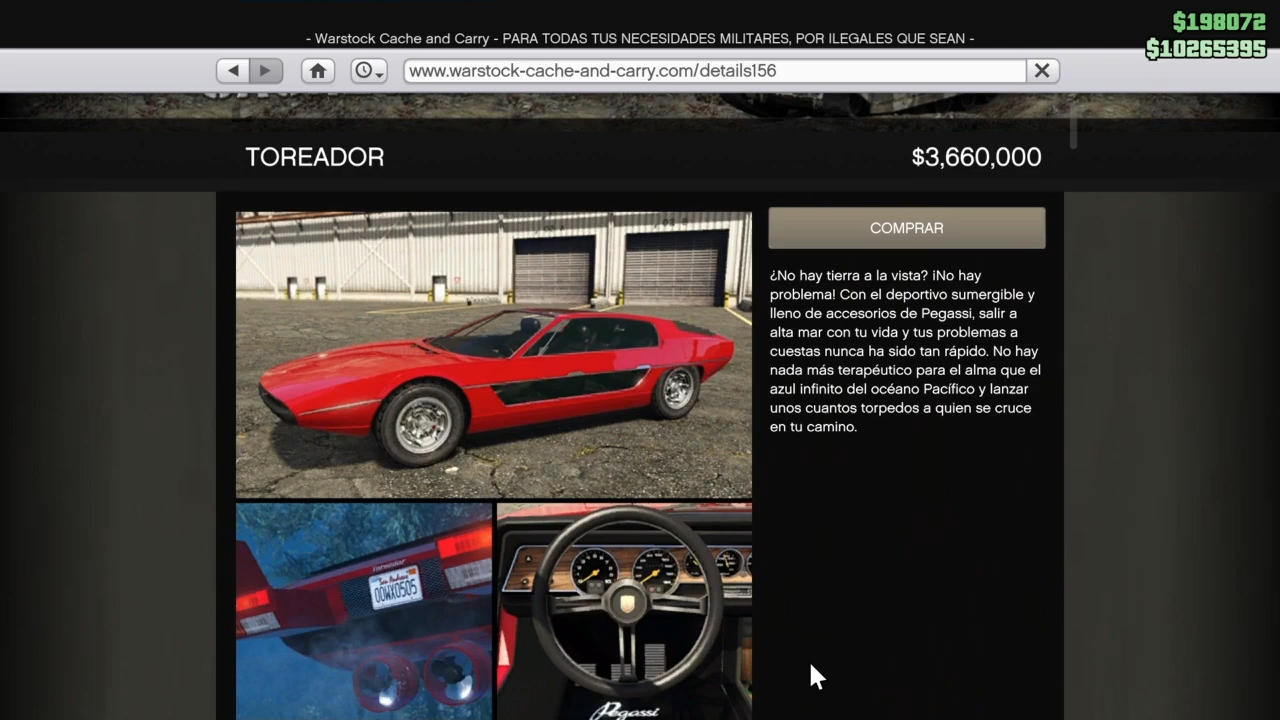 $198072
- Warstock Cache and Carry - PARA TODAS TUS NECESIDADES MILITARES, POR ILEGALES QUE SEAN -
$10265395
www.warstock-cache-and-carry.com/details156
TOREADOR
$3,660,000
COMPRAR
¿No hay tierra a la vista? ¡No hay
problema! Con el deportivo sumergible y
lleno de accesorios de Pegassi, salir a
alta mar con tu vida y tus problemas a
cuestas nunca ha sido tan rápido. No hay
nada más terapéutico para el alma que el
azul infinito del océano Pacífico y lanzar
unos cuantos torpedos a quien se cruce
en tu camino.
Toreador
San Andreas
00WX0505
Pegassi